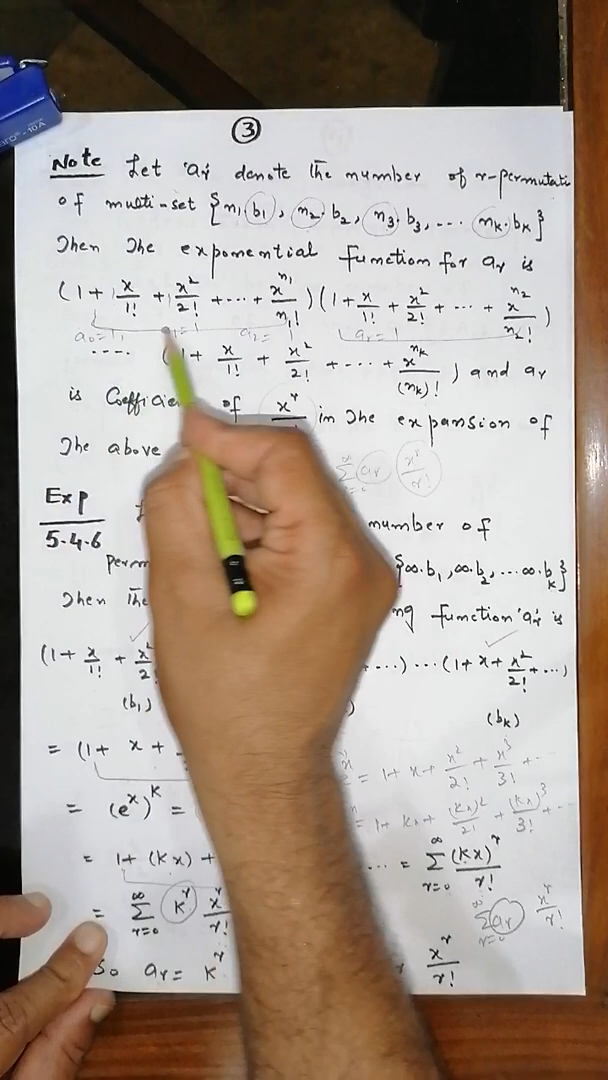 ③
Note Let 'ar' denote the number of r-permutati
of multi-set {n1·b1, n2·b2, n3·b3, .... nk·bk}
Then The exponential function for ar is
(1+ x/1! + x²/2! + ... + x^n1/n1!)(1+ x/1! + x²/2! + ... + x^n2/n2!)
a0=1, =1 a2=1 ar=1
.... + x/1! + x²/2! + ... + x^nk/(nk)! ) and ar
is Coefficien of x^r in The expansion of
The above
∑ ar x^r/r!
Exp
5.4.6
number of
perm {∞·b1, ∞·b2, ... ∞·bk}
Then The ng function 'ar' is
(1+ x/1! + x²/2! ...) ... (1+x+ x²/2! + ...)
(b1) (bk)
= (1+ x + = 1+x+ x²/2! + x³/3! + ..
= (e^x)^k = = 1+ kx+ (kx)²/2! + (kx)³/3! + ..
= 1+ (kx) + ... = ∑ r=0 ∞ (kx)^r/r!
= ∑ r=0 ∞ k^r x^r/r! ∑ r=0 ∞ ar x^r/r!
So ar = k^r x^r/r!